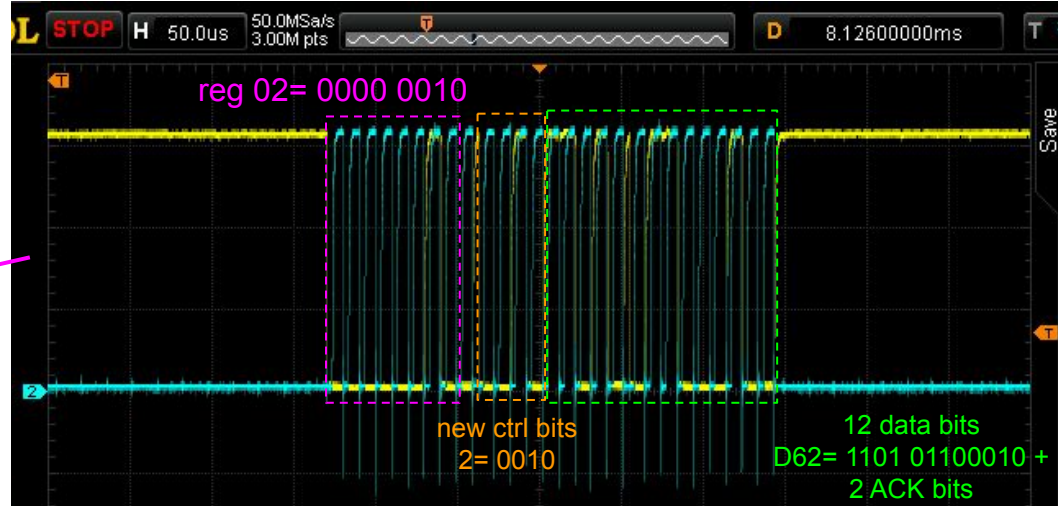 OL STOP H 50.0us 50.0MSa/s D 8.12600000ms T
3.00M pts
T
T
reg 02= 0000 0010
Save
T
2
new ctrl bits
2= 0010
12 data bits
D62= 1101 01100010 +
2 ACK bits